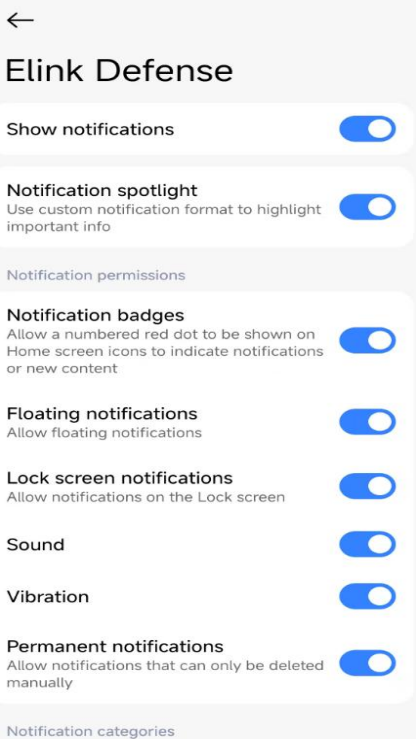 Elink Defense
Show notifications
Notification spotlight
Use custom notification format to highlight
important info
Notification permissions
Notification badges
Allow a numbered red dot to be shown on
Home screen icons to indicate notifications
or new content
Floating notifications
Allow floating notifications
Lock screen notifications
Allow notifications on the Lock screen
Sound
Vibration
Permanent notifications
Allow notifications that can only be deleted
manually
Notification categories